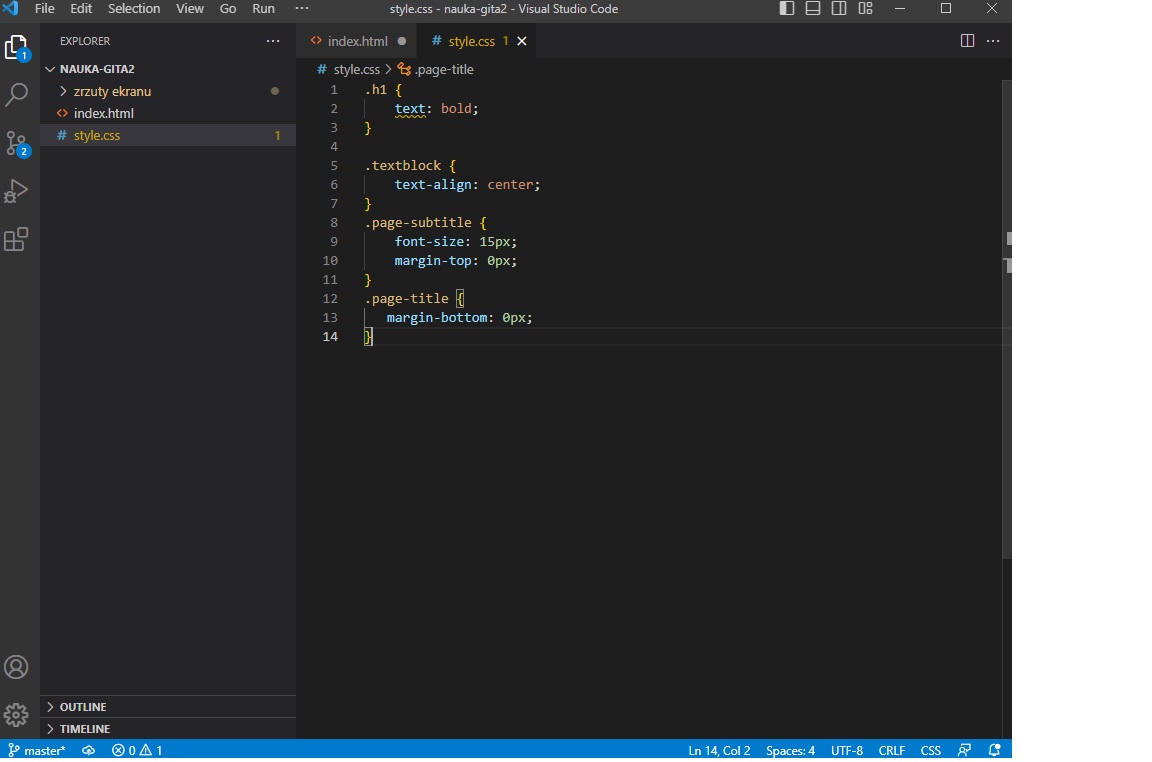 File Edit Selection View Go Run ··· style.css - nauka-gita2 - Visual Studio Code
EXPLORER ···
index.html
# style.css 1
1
NAUKA-GITA2
zrzuty ekranu
index.html
# style.css 1
2
# style.css > .page-title
1 .h1 {
2 text: bold;
3 }
4
5 .textblock {
6 text-align: center;
7 }
8 .page-subtitle {
9 font-size: 15px;
10 margin-top: 0px;
11 }
12 .page-title {
13 margin-bottom: 0px;
14 }
OUTLINE
TIMELINE
master* 0 1 Ln 14, Col 2 Spaces: 4 UTF-8 CRLF CSS